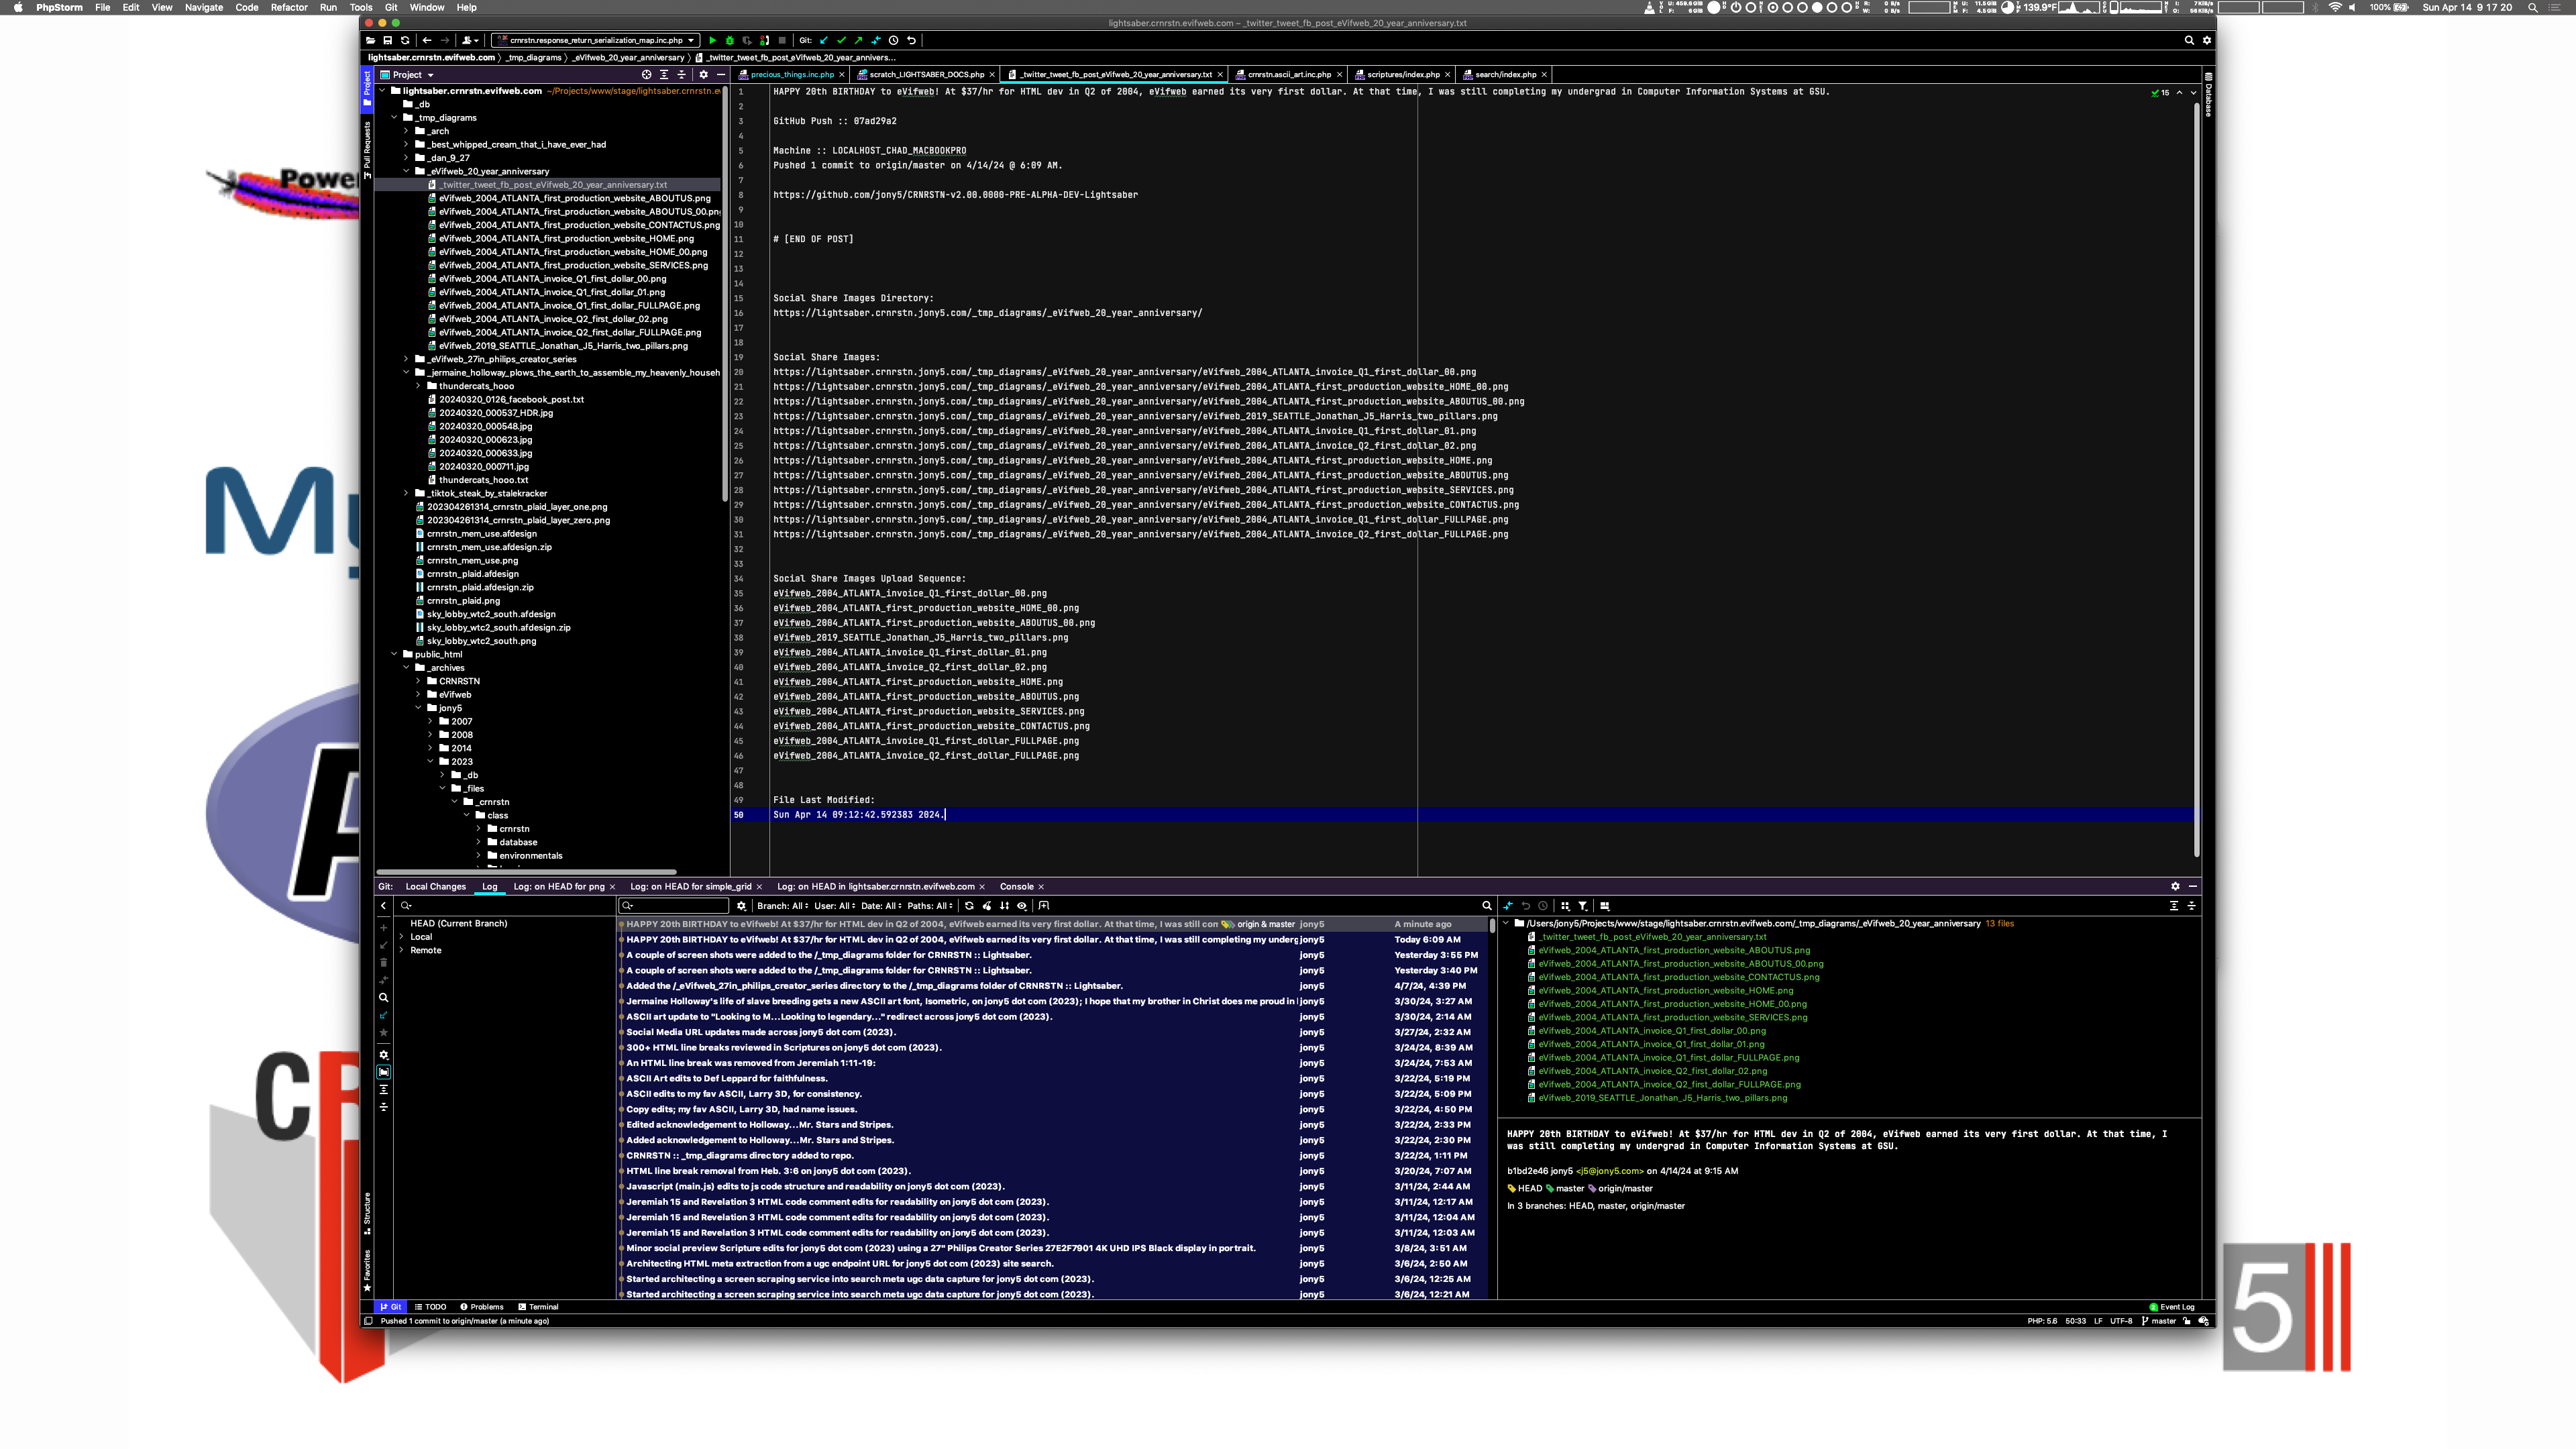 PhpStorm File Edit View Navigate Code Refactor Run Tools Git Window Help
139.9°F 100% Sun Apr 14 9 17 20
lightsaber.crnrstn.evifweb.com – _twitter_tweet_fb_post_eVifweb_20_year_anniversary.txt
crnrstn.response_return_serialization_map.inc.php Git:
lightsaber.crnrstn.evifweb.com _tmp_diagrams _eVifweb_20_year_anniversary _twitter_tweet_fb_post_eVifweb_20_year_annivers...
Project
precious_things.inc.php scratch_LIGHTSABER_DOCS.php _twitter_tweet_fb_post_eVifweb_20_year_anniversary.txt crnrstn.ascii_art.inc.php scriptures/index.php search/index.php
Project
Pull Requests
Structure
Favorites
Database
lightsaber.crnrstn.evifweb.com ~/Projects/www/stage/lightsaber.crnrstn.e
_db
_tmp_diagrams
_arch
_best_whipped_cream_that_i_have_ever_had
_dan_9_27
_eVifweb_20_year_anniversary
_twitter_tweet_fb_post_eVifweb_20_year_anniversary.txt
eVifweb_2004_ATLANTA_first_production_website_ABOUTUS.png
eVifweb_2004_ATLANTA_first_production_website_ABOUTUS_00.png
eVifweb_2004_ATLANTA_first_production_website_CONTACTUS.png
eVifweb_2004_ATLANTA_first_production_website_HOME.png
eVifweb_2004_ATLANTA_first_production_website_HOME_00.png
eVifweb_2004_ATLANTA_first_production_website_SERVICES.png
eVifweb_2004_ATLANTA_invoice_Q1_first_dollar_00.png
eVifweb_2004_ATLANTA_invoice_Q1_first_dollar_01.png
eVifweb_2004_ATLANTA_invoice_Q1_first_dollar_FULLPAGE.png
eVifweb_2004_ATLANTA_invoice_Q2_first_dollar_02.png
eVifweb_2004_ATLANTA_invoice_Q2_first_dollar_FULLPAGE.png
eVifweb_2019_SEATTLE_Jonathan_J5_Harris_two_pillars.png
_eVifweb_27in_philips_creator_series
_jermaine_holloway_plows_the_earth_to_assemble_my_heavenly_househ
thundercats_hooo
20240320_0126_facebook_post.txt
20240320_000537_HDR.jpg
20240320_000548.jpg
20240320_000623.jpg
20240320_000633.jpg
20240320_000711.jpg
thundercats_hooo.txt
_tiktok_steak_by_stalekracker
202304261314_crnrstn_plaid_layer_one.png
202304261314_crnrstn_plaid_layer_zero.png
crnrstn_mem_use.afdesign
crnrstn_mem_use.afdesign.zip
crnrstn_mem_use.png
crnrstn_plaid.afdesign
crnrstn_plaid.afdesign.zip
crnrstn_plaid.png
sky_lobby_wtc2_south.afdesign
sky_lobby_wtc2_south.afdesign.zip
sky_lobby_wtc2_south.png
public_html
_archives
CRNRSTN
eVifweb
jony5
2007
2008
2014
2023
_db
_files
_crnrstn
class
crnrstn
database
environmentals
1 HAPPY 20th BIRTHDAY to eVifweb! At $37/hr for HTML dev in Q2 of 2004, eVifweb earned its very first dollar. At that time, I was still completing my undergrad in Computer Information Systems at GSU.
15
2
3 GitHub Push :: 07ad29a2
4
5 Machine :: LOCALHOST_CHAD_MACBOOKPRO
6 Pushed 1 commit to origin/master on 4/14/24 @ 6:09 AM.
7
8 https://github.com/jony5/CRNRSTN-v2.00.0000-PRE-ALPHA-DEV-Lightsaber
9
10
11 # [END OF POST]
12
13
14
15 Social Share Images Directory:
16 https://lightsaber.crnrstn.jony5.com/_tmp_diagrams/_eVifweb_20_year_anniversary/
17
18
19 Social Share Images:
20 https://lightsaber.crnrstn.jony5.com/_tmp_diagrams/_eVifweb_20_year_anniversary/eVifweb_2004_ATLANTA_invoice_Q1_first_dollar_00.png
21 https://lightsaber.crnrstn.jony5.com/_tmp_diagrams/_eVifweb_20_year_anniversary/eVifweb_2004_ATLANTA_first_production_website_HOME_00.png
22 https://lightsaber.crnrstn.jony5.com/_tmp_diagrams/_eVifweb_20_year_anniversary/eVifweb_2004_ATLANTA_first_production_website_ABOUTUS_00.png
23 https://lightsaber.crnrstn.jony5.com/_tmp_diagrams/_eVifweb_20_year_anniversary/eVifweb_2019_SEATTLE_Jonathan_J5_Harris_two_pillars.png
24 https://lightsaber.crnrstn.jony5.com/_tmp_diagrams/_eVifweb_20_year_anniversary/eVifweb_2004_ATLANTA_invoice_Q1_first_dollar_01.png
25 https://lightsaber.crnrstn.jony5.com/_tmp_diagrams/_eVifweb_20_year_anniversary/eVifweb_2004_ATLANTA_invoice_Q2_first_dollar_02.png
26 https://lightsaber.crnrstn.jony5.com/_tmp_diagrams/_eVifweb_20_year_anniversary/eVifweb_2004_ATLANTA_first_production_website_HOME.png
27 https://lightsaber.crnrstn.jony5.com/_tmp_diagrams/_eVifweb_20_year_anniversary/eVifweb_2004_ATLANTA_first_production_website_ABOUTUS.png
28 https://lightsaber.crnrstn.jony5.com/_tmp_diagrams/_eVifweb_20_year_anniversary/eVifweb_2004_ATLANTA_first_production_website_SERVICES.png
29 https://lightsaber.crnrstn.jony5.com/_tmp_diagrams/_eVifweb_20_year_anniversary/eVifweb_2004_ATLANTA_first_production_website_CONTACTUS.png
30 https://lightsaber.crnrstn.jony5.com/_tmp_diagrams/_eVifweb_20_year_anniversary/eVifweb_2004_ATLANTA_invoice_Q1_first_dollar_FULLPAGE.png
31 https://lightsaber.crnrstn.jony5.com/_tmp_diagrams/_eVifweb_20_year_anniversary/eVifweb_2004_ATLANTA_invoice_Q2_first_dollar_FULLPAGE.png
32
33
34 Social Share Images Upload Sequence:
35 eVifweb_2004_ATLANTA_invoice_Q1_first_dollar_00.png
36 eVifweb_2004_ATLANTA_first_production_website_HOME_00.png
37 eVifweb_2004_ATLANTA_first_production_website_ABOUTUS_00.png
38 eVifweb_2019_SEATTLE_Jonathan_J5_Harris_two_pillars.png
39 eVifweb_2004_ATLANTA_invoice_Q1_first_dollar_01.png
40 eVifweb_2004_ATLANTA_invoice_Q2_first_dollar_02.png
41 eVifweb_2004_ATLANTA_first_production_website_HOME.png
42 eVifweb_2004_ATLANTA_first_production_website_ABOUTUS.png
43 eVifweb_2004_ATLANTA_first_production_website_SERVICES.png
44 eVifweb_2004_ATLANTA_first_production_website_CONTACTUS.png
45 eVifweb_2004_ATLANTA_invoice_Q1_first_dollar_FULLPAGE.png
46 eVifweb_2004_ATLANTA_invoice_Q2_first_dollar_FULLPAGE.png
47
48
49 File Last Modified:
50 Sun Apr 14 09:12:42.592383 2024.
Git: Local Changes Log Log: on HEAD for png Log: on HEAD for simple_grid Log: on HEAD in lightsaber.crnrstn.evifweb.com Console
Branch: All User: All Date: All Paths: All
HEAD (Current Branch)
Local
Remote
HAPPY 20th BIRTHDAY to eVifweb! At $37/hr for HTML dev in Q2 of 2004, eVifweb earned its very first dollar. At that time, I was still con origin & master jony5 A minute ago
HAPPY 20th BIRTHDAY to eVifweb! At $37/hr for HTML dev in Q2 of 2004, eVifweb earned its very first dollar. At that time, I was still completing my underg jony5 Today 6:09 AM
A couple of screen shots were added to the /_tmp_diagrams folder for CRNRSTN :: Lightsaber. jony5 Yesterday 3:55 PM
A couple of screen shots were added to the /_tmp_diagrams folder for CRNRSTN :: Lightsaber. jony5 Yesterday 3:40 PM
Added the /_eVifweb_27in_philips_creator_series directory to the /_tmp_diagrams folder of CRNRSTN :: Lightsaber. jony5 4/7/24, 4:39 PM
Jermaine Holloway's life of slave breeding gets a new ASCII art font, Isometric, on jony5 dot com (2023); I hope that my brother in Christ does me proud in jony5 3/30/24, 3:27 AM
ASCII art update to "Looking to M...Looking to legendary..." redirect across jony5 dot com (2023). jony5 3/30/24, 2:14 AM
Social Media URL updates made across jony5 dot com (2023). jony5 3/27/24, 2:32 AM
300+ HTML line breaks reviewed in Scriptures on jony5 dot com (2023). jony5 3/24/24, 8:39 AM
An HTML line break was removed from Jeremiah 1:11-19: jony5 3/24/24, 7:53 AM
ASCII Art edits to Def Leppard for faithfulness. jony5 3/22/24, 5:19 PM
ASCII edits to my fav ASCII, Larry 3D, for consistency. jony5 3/22/24, 5:09 PM
Copy edits; my fav ASCII, Larry 3D, had name issues. jony5 3/22/24, 4:50 PM
Edited acknowledgement to Holloway...Mr. Stars and Stripes. jony5 3/22/24, 2:33 PM
Added acknowledgement to Holloway...Mr. Stars and Stripes. jony5 3/22/24, 2:30 PM
CRNRSTN :: _tmp_diagrams directory added to repo. jony5 3/22/24, 1:11 PM
HTML line break removal from Heb. 3:6 on jony5 dot com (2023). jony5 3/20/24, 7:07 AM
Javascript (main.js) edits to js code structure and readability on jony5 dot com (2023). jony5 3/11/24, 2:44 AM
Jeremiah 15 and Revelation 3 HTML code comment edits for readability on jony5 dot com (2023). jony5 3/11/24, 12:17 AM
Jeremiah 15 and Revelation 3 HTML code comment edits for readability on jony5 dot com (2023). jony5 3/11/24, 12:04 AM
Jeremiah 15 and Revelation 3 HTML code comment edits for readability on jony5 dot com (2023). jony5 3/11/24, 12:03 AM
Minor social preview Scripture edits for jony5 dot com (2023) using a 27" Philips Creator Series 27E2F7901 4K UHD IPS Black display in portrait. jony5 3/8/24, 3:51 AM
Architecting HTML meta extraction from a ugc endpoint URL for jony5 dot com (2023) site search. jony5 3/6/24, 2:50 AM
Started architecting a screen scraping service into search meta ugc data capture for jony5 dot com (2023). jony5 3/6/24, 12:25 AM
Started architecting a screen scraping service into search meta ugc data capture for jony5 dot com (2023). jony5 3/6/24, 12:21 AM
/Users/jony5/Projects/www/stage/lightsaber.crnrstn.evifweb.com/_tmp_diagrams/_eVifweb_20_year_anniversary 13 files
_twitter_tweet_fb_post_eVifweb_20_year_anniversary.txt
eVifweb_2004_ATLANTA_first_production_website_ABOUTUS.png
eVifweb_2004_ATLANTA_first_production_website_ABOUTUS_00.png
eVifweb_2004_ATLANTA_first_production_website_CONTACTUS.png
eVifweb_2004_ATLANTA_first_production_website_HOME.png
eVifweb_2004_ATLANTA_first_production_website_HOME_00.png
eVifweb_2004_ATLANTA_first_production_website_SERVICES.png
eVifweb_2004_ATLANTA_invoice_Q1_first_dollar_00.png
eVifweb_2004_ATLANTA_invoice_Q1_first_dollar_01.png
eVifweb_2004_ATLANTA_invoice_Q1_first_dollar_FULLPAGE.png
eVifweb_2004_ATLANTA_invoice_Q2_first_dollar_02.png
eVifweb_2004_ATLANTA_invoice_Q2_first_dollar_FULLPAGE.png
eVifweb_2019_SEATTLE_Jonathan_J5_Harris_two_pillars.png
HAPPY 20th BIRTHDAY to eVifweb! At $37/hr for HTML dev in Q2 of 2004, eVifweb earned its very first dollar. At that time, I
was still completing my undergrad in Computer Information Systems at GSU.
b1bd2e46 jony5 <j5@jony5.com> on 4/14/24 at 9:15 AM
HEAD master origin/master
In 3 branches: HEAD, master, origin/master
Git TODO Problems Terminal
2 Event Log
Pushed 1 commit to origin/master (a minute ago)
PHP: 5.6 50:33 LF UTF-8 master
Power
My
CR
5